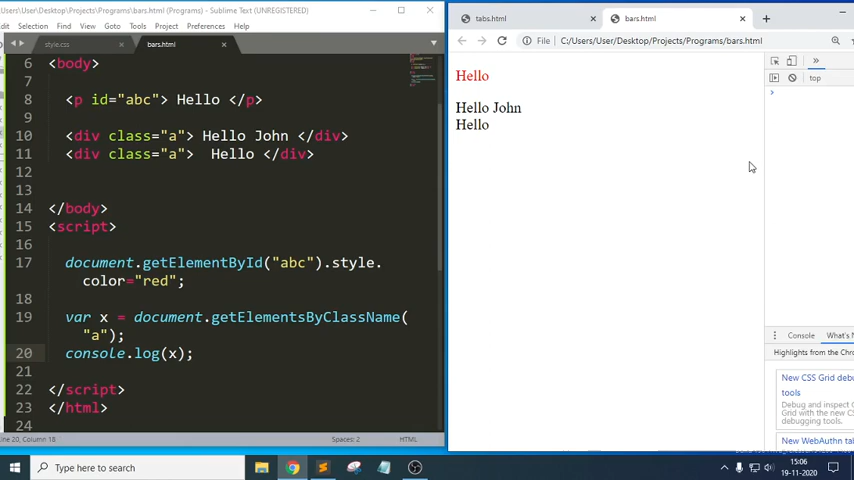 Users\User\Desktop\Projects\Programs\bars.html (Programs) - Sublime Text (UNREGISTERED)
Edit Selection View Goto Tools Project Preferences
style.css
bars.html
6 <body>
7
8 <p id="abc"> Hello </p>
9
10 <div class="a"> Hello John </div>
11 <div class="a">  Hello </div>
12
13
14 </body>
15 <script>
16
17 document.getElementById("abc").style.
color="red";
18
19 var x = document.getElementsByClassName(
"a");
20 console.log(x);
21
22 </script>
23 </html>
24
Line 20, Column 18
Spaces: 2
HTML
tabs.html
bars.html
File | C:/Users/User/Desktop/Projects/Programs/bars.html
Hello
Hello John
Hello
top
Console What's N
Highlights from the Chro
New CSS Grid debu
tools
Debug and inspect C
Grid with the new C
debugging tools.
New WebAuthn tal
Type here to search
15:06
19-11-2020